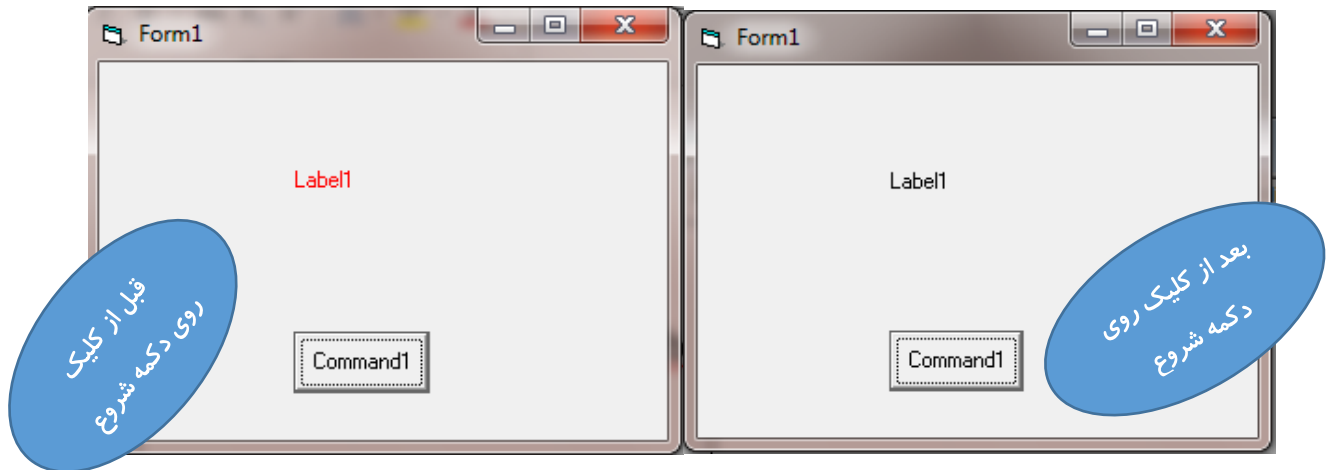 Form1
Label1
Command1
قبل از کلیک
روی دکمه شروع
Form1
Label1
Command1
بعد از کلیک روی
دکمه شروع